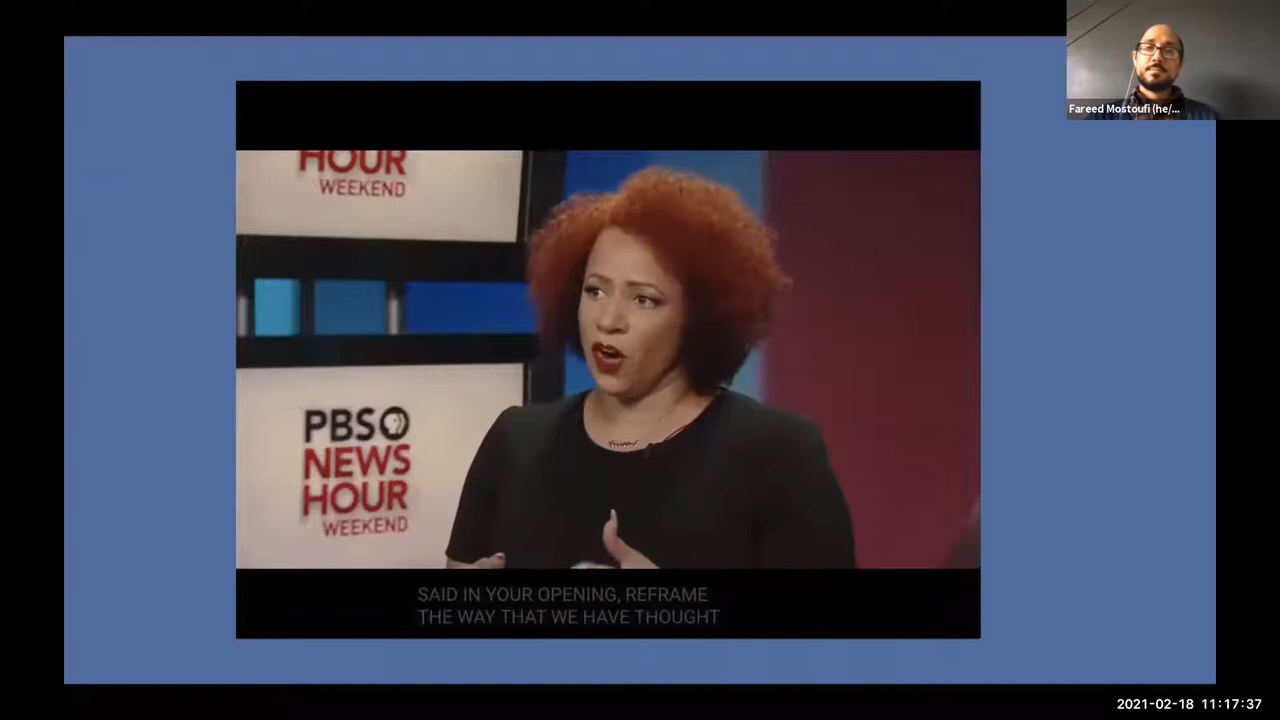 Fareed Mostoufi (he/...
HOUR
WEEKEND
PBS
NEWS
HOUR
WEEKEND
SAID IN YOUR OPENING, REFRAME
THE WAY THAT WE HAVE THOUGHT
2021-02-18 11:17:37